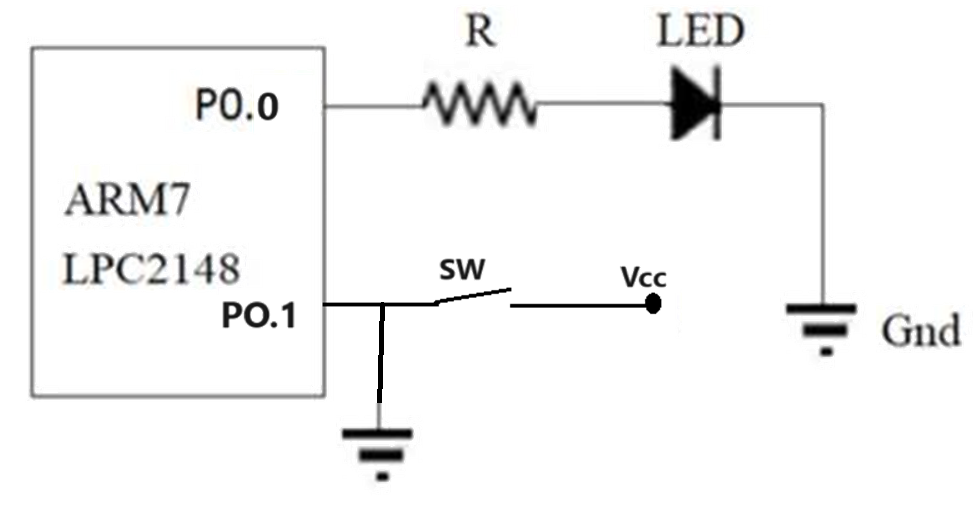 R
LED
P0.0
ARM7
LPC2148
SW
Vcc
PO.1
Gnd